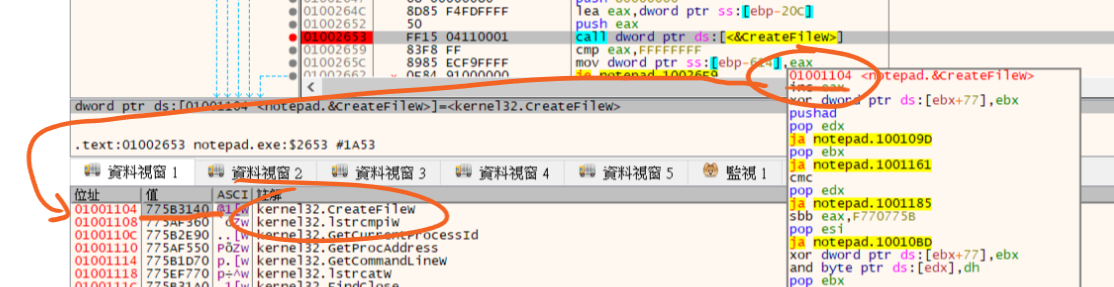 0100264C 8D85 F4FDFFFF lea eax,dword ptr ss:[ebp-20C]
01002652 50 push eax
01002653 FF15 04110001 call dword ptr ds:[<&CreateFileW>]
01002659 83F8 FF cmp eax,FFFFFFFF
0100265C 8985 ECF9FFFF mov dword ptr ss:[ebp-614],eax
01002662 0F84 91000000 je notepad.10026F9
01001104 <notepad.&CreateFileW>
inc eax
xor dword ptr ds:[ebx+77],ebx
pushad
pop edx
ja notepad.100109D
pop ebx
ja notepad.1001161
cmc
pop edx
ja notepad.1001185
sbb eax,F770775B
pop esi
ja notepad.10010BD
xor dword ptr ds:[ebx+77],ebx
and byte ptr ds:[edx],dh
pop ebx
dword ptr ds:[01001104 <notepad.&CreateFileW>]=<kernel32.CreateFileW>
.text:01002653 notepad.exe:$2653 #1A53
資料視窗 1 資料視窗 2 資料視窗 3 資料視窗 4 資料視窗 5 監視 1
位址 值 ASCI 註解
01001104 775B3140 @1[w kernel32.CreateFileW
01001108 775AF360 kernel32.lstrcmpiW
0100110C 775B2E90 ..[w kernel32.GetCurrentProcessId
01001110 775AF550 PõZw kernel32.GetProcAddress
01001114 775B1D70 p.[w kernel32.GetCommandLineW
01001118 775EF770 p÷^w kernel32.lstrcatW
0100111C 775B31A0 kernel32.FindClose